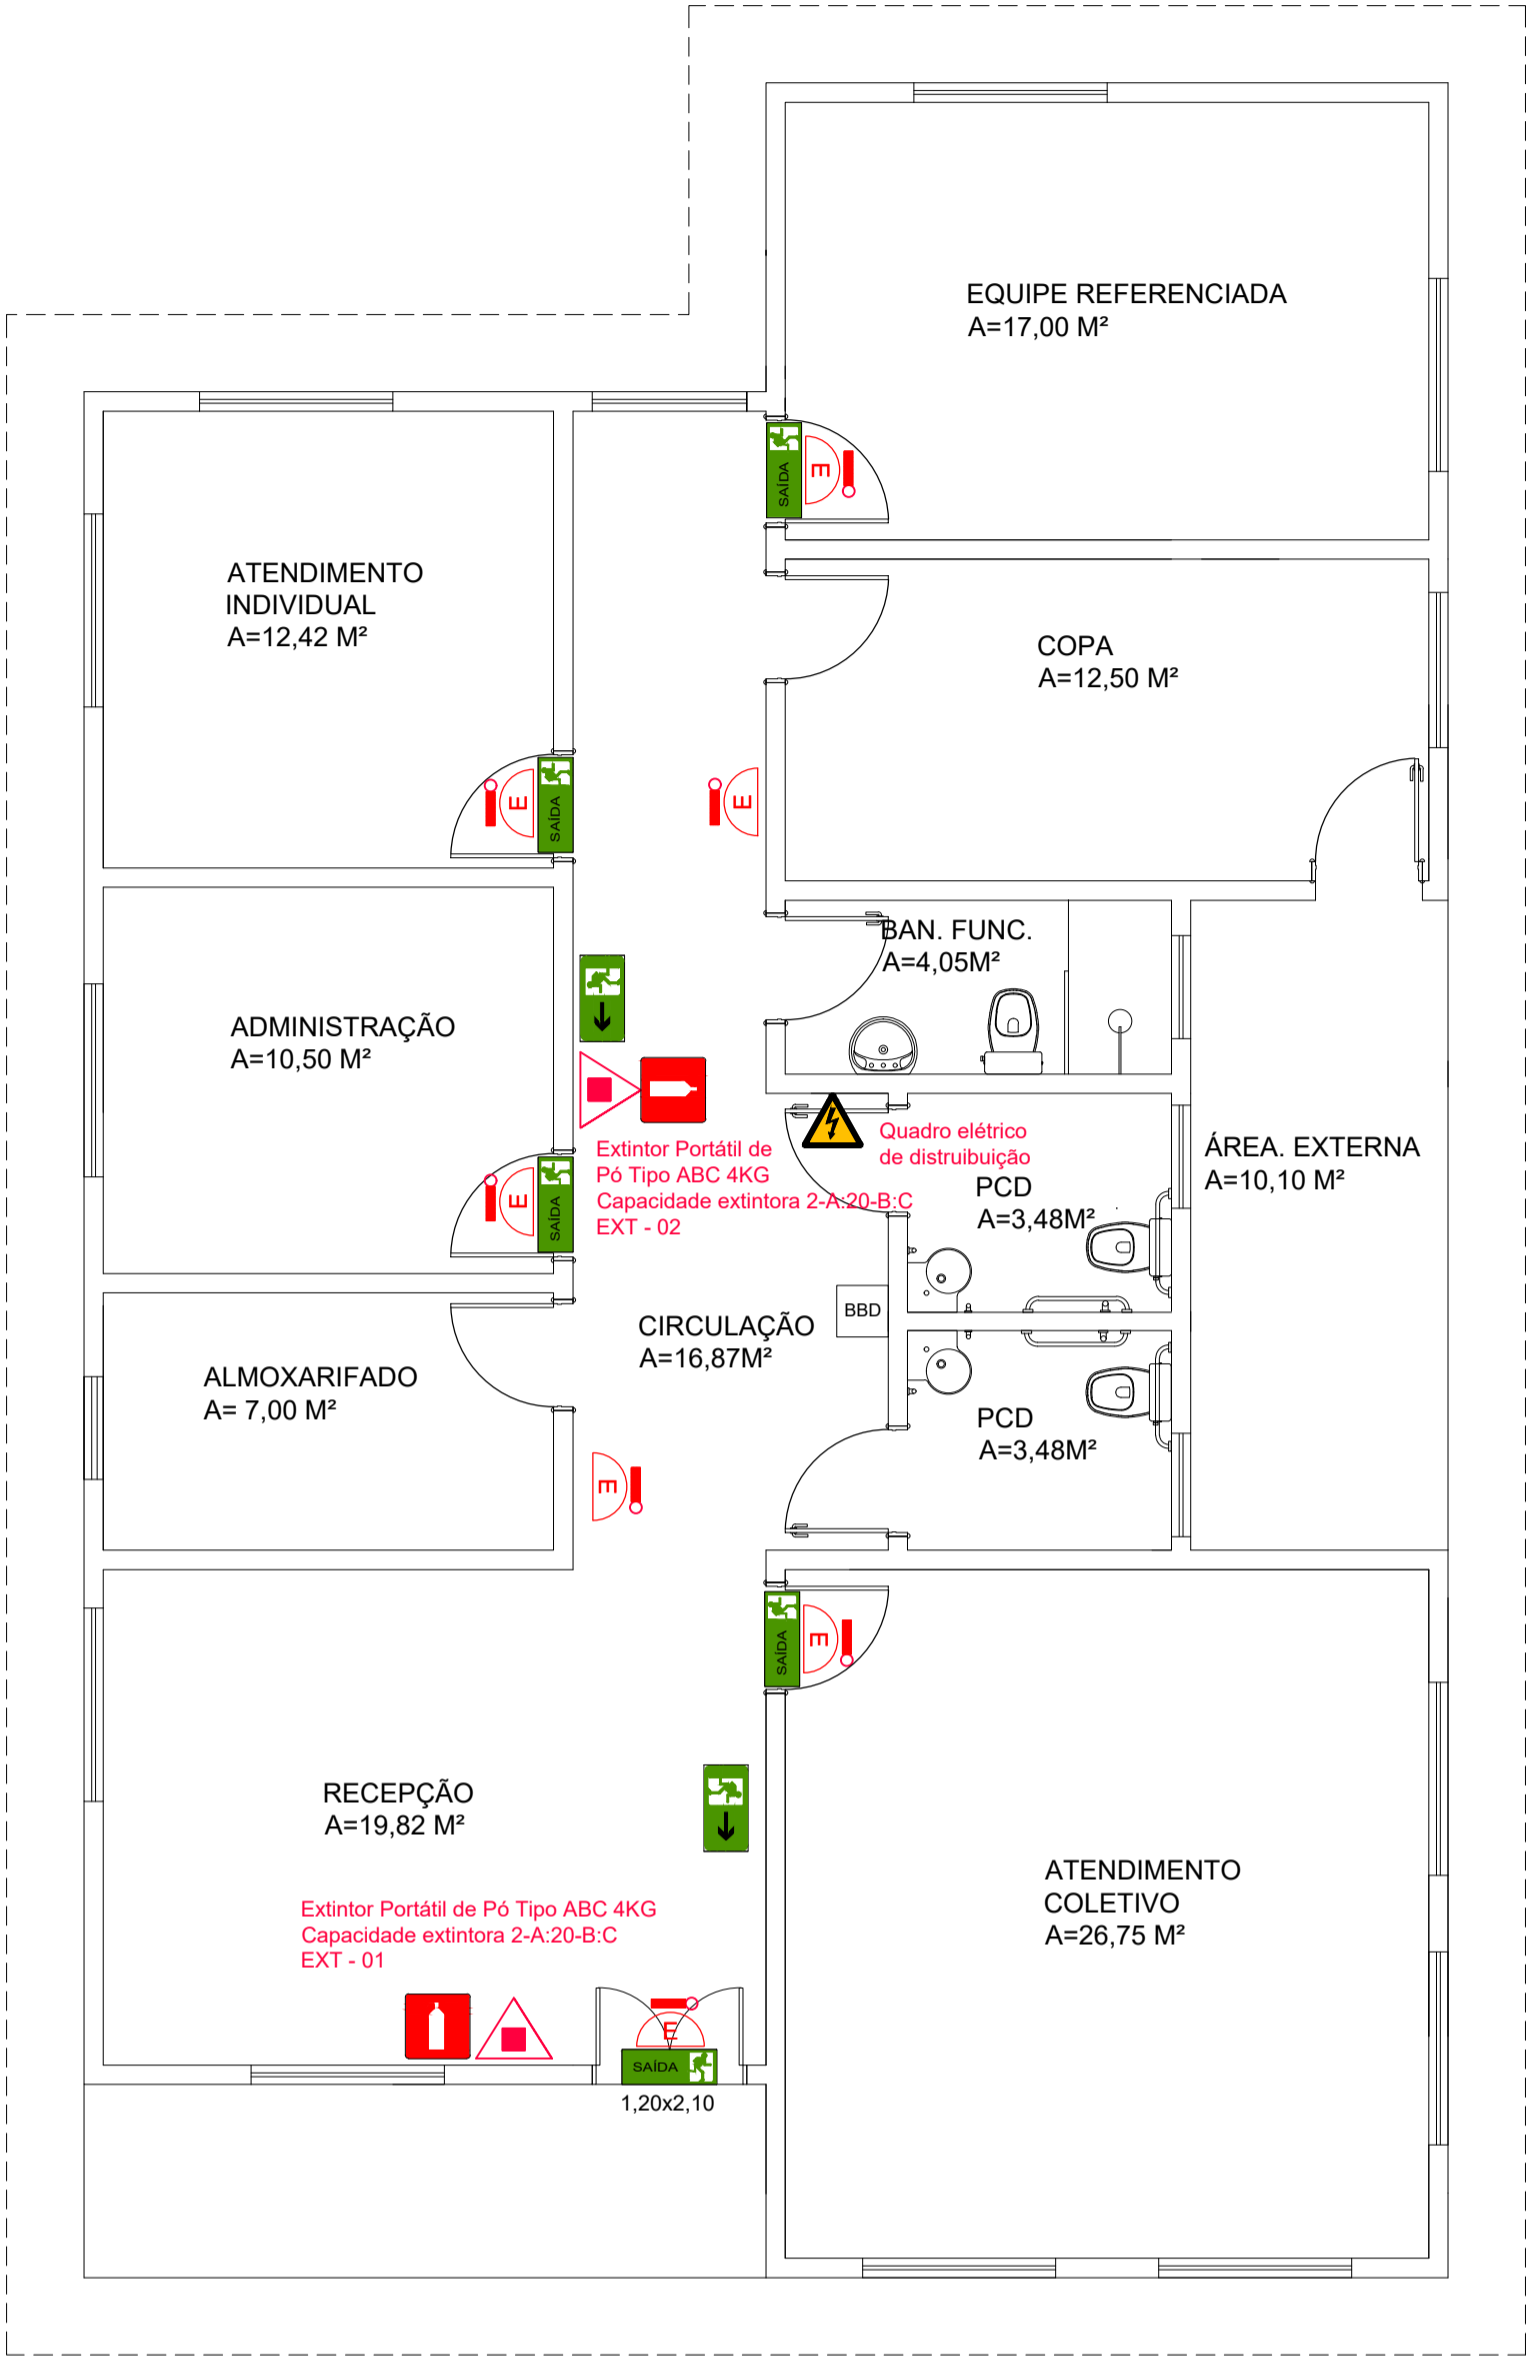 EQUIPE REFERENCIADA
A=17,00 M²
SAÍDA
E
ATENDIMENTO
INDIVIDUAL
A=12,42 M²
COPA
A=12,50 M²
E
SAÍDA
E
BAN. FUNC.
A=4,05M²
ADMINISTRAÇÃO
A=10,50 M²
Quadro elétrico
de distruibuição
ÁREA. EXTERNA
A=10,10 M²
Extintor Portátil de
Pó Tipo ABC 4KG
Capacidade extintora 2-A:20-B:C
EXT - 02
PCD
A=3,48M²
E
SAÍDA
BBD
CIRCULAÇÃO
A=16,87M²
ALMOXARIFADO
A= 7,00 M²
PCD
A=3,48M²
E
SAÍDA
E
RECEPÇÃO
A=19,82 M²
ATENDIMENTO
COLETIVO
A=26,75 M²
Extintor Portátil de Pó Tipo ABC 4KG
Capacidade extintora 2-A:20-B:C
EXT - 01
E
SAÍDA
1,20x2,10